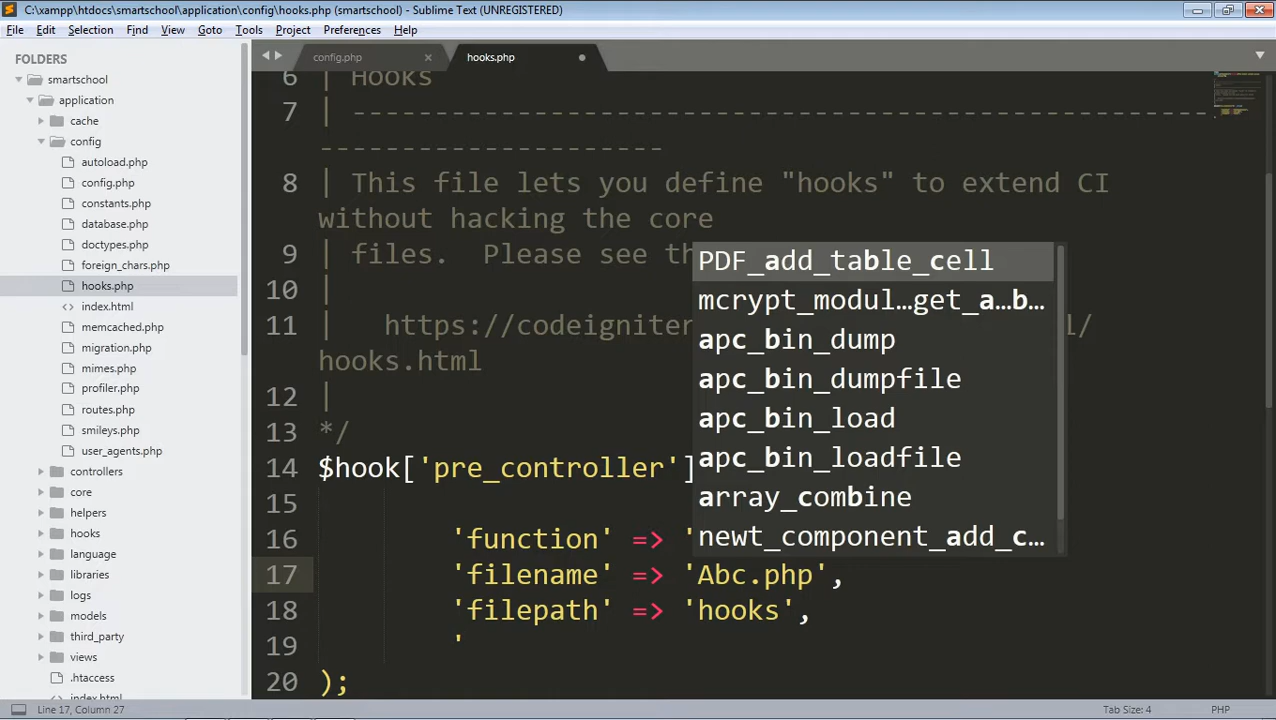 C:\xampp\htdocs\smartschool\application\config\hooks.php (smartschool) - Sublime Text (UNREGISTERED)
File Edit Selection Find View Goto Tools Project Preferences Help
FOLDERS
smartschool
application
cache
config
autoload.php
config.php
constants.php
database.php
doctypes.php
foreign_chars.php
hooks.php
index.html
memcached.php
migration.php
mimes.php
profiler.php
routes.php
smileys.php
user_agents.php
controllers
core
helpers
hooks
language
libraries
logs
models
third_party
views
.htaccess
index.html
config.php × hooks.php
6 | Hooks
7 | ----------------------------------------------------
---------------------
8 | This file lets you define "hooks" to extend CI
without hacking the core
9 | files.  Please see th
10 |
11 |   https://codeigniter l/
hooks.html
12 |
13 */
14 $hook['pre_controller']
15
16 'function' => '
17 'filename' => 'Abc.php',
18 'filepath' => 'hooks',
19 '
20 );
PDF_add_table_cell
mcrypt_modul…get_a…b…
apc_bin_dump
apc_bin_dumpfile
apc_bin_load
apc_bin_loadfile
array_combine
newt_component_add_c…
Line 17, Column 27 Tab Size: 4 PHP